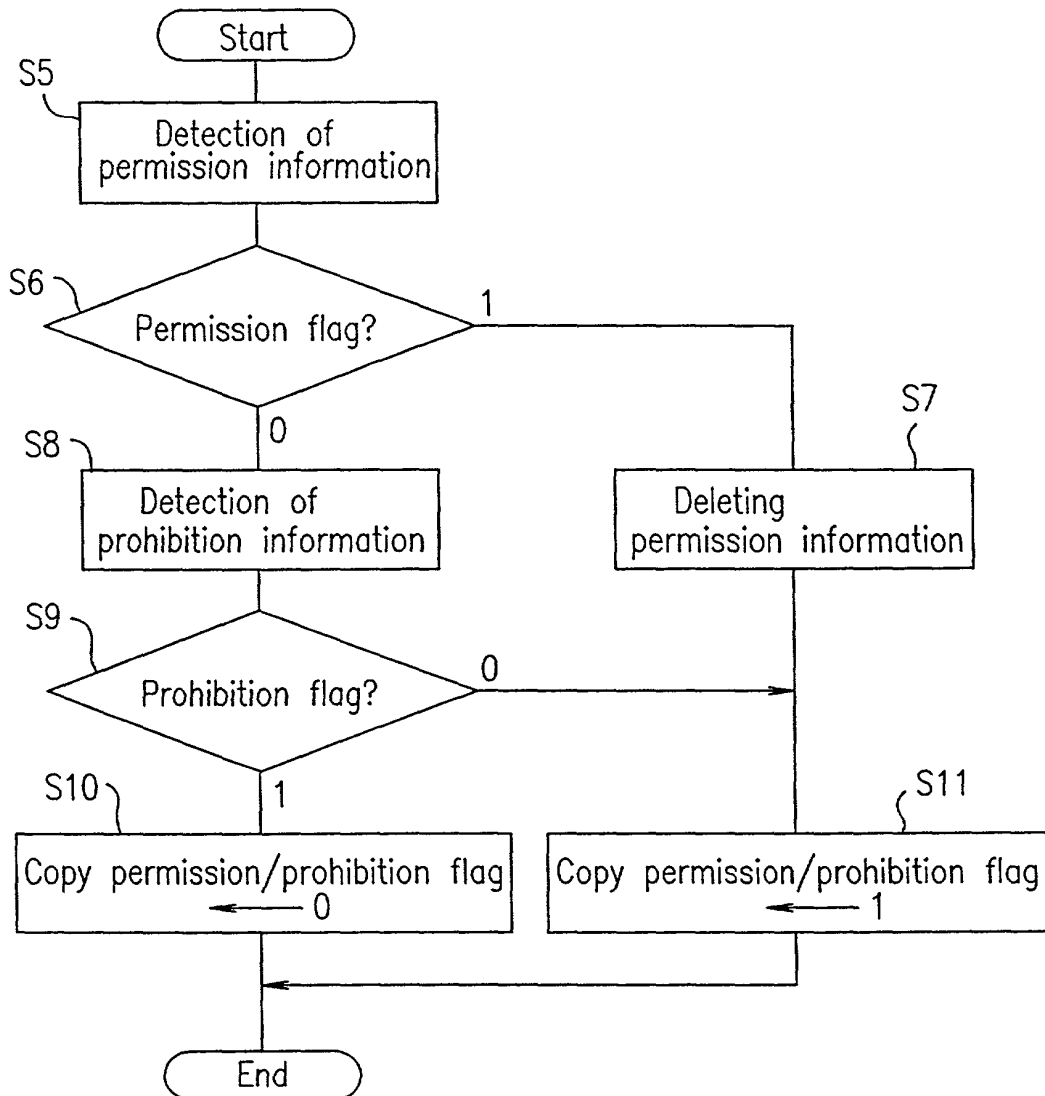 Start
S5
Detection of
permission information
S6
Permission flag?
1
0
S7
S8
Detection of
prohibition information
Deleting
permission information
S9
Prohibition flag?
0
1
S10
Copy permission/prohibition flag
← 0
S11
Copy permission/prohibition flag
← 1
End